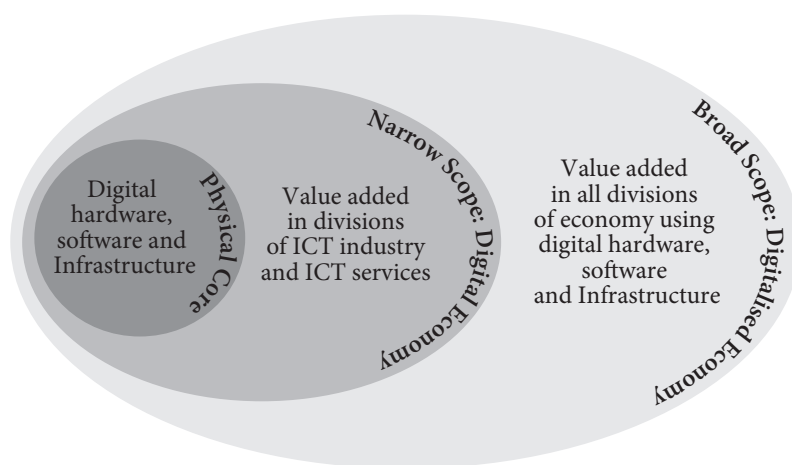 Digital
hardware,
software and
Infrastructure
Physical Core
Value added
in divisions
of ICT industry
and ICT services
Narrow Scope: Digital Economy
Value added
in all divisions
of economy using
digital hardware,
software
and Infrastructure
Broad Scope: Digitalised Economy